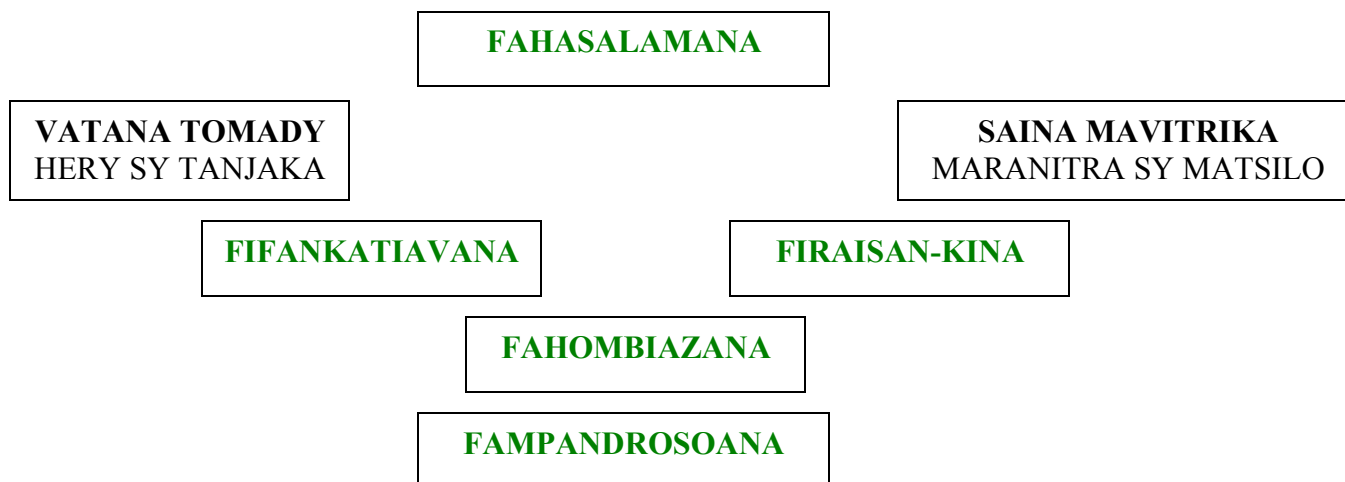 FAHASALAMANA
VATANA TOMADY
HERY SY TANJAKA
SAINA MAVITRIKA
MARANITRA SY MATSILO
FIFANKATIAVANA
FIRAISAN-KINA
FAHOMBIAZANA
FAMPANDROSOANA